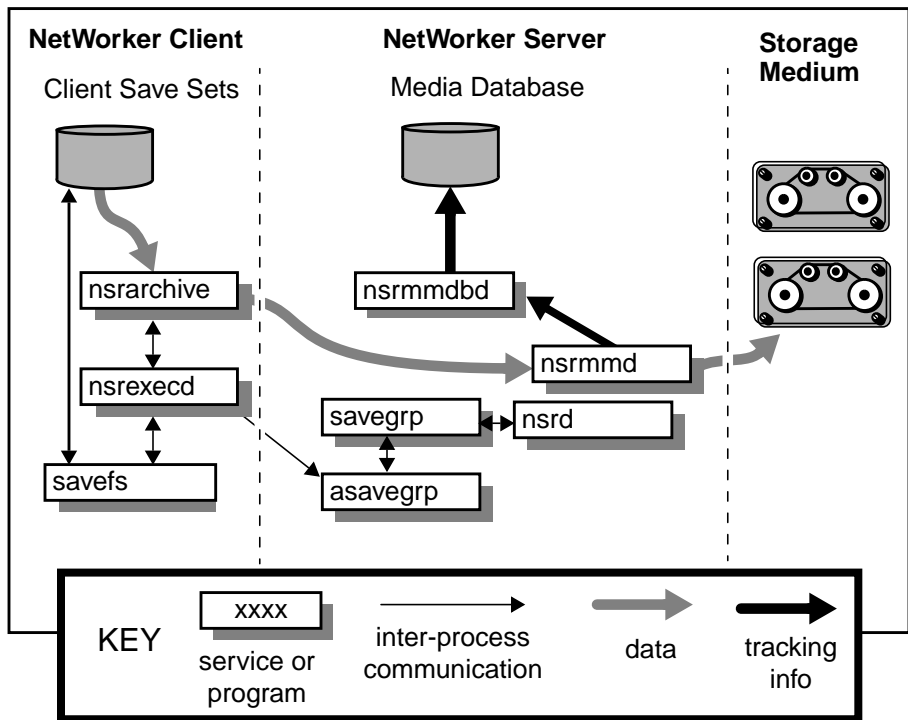 NetWorker Client
NetWorker Server
Storage
Medium
Client Save Sets
Media Database
nsrarchive
nsrmmdbd
nsrexecd
nsrmmd
savegrp
nsrd
savefs
asavegrp
KEY
xxxx
service or
program
inter-process
communication
data
tracking
info